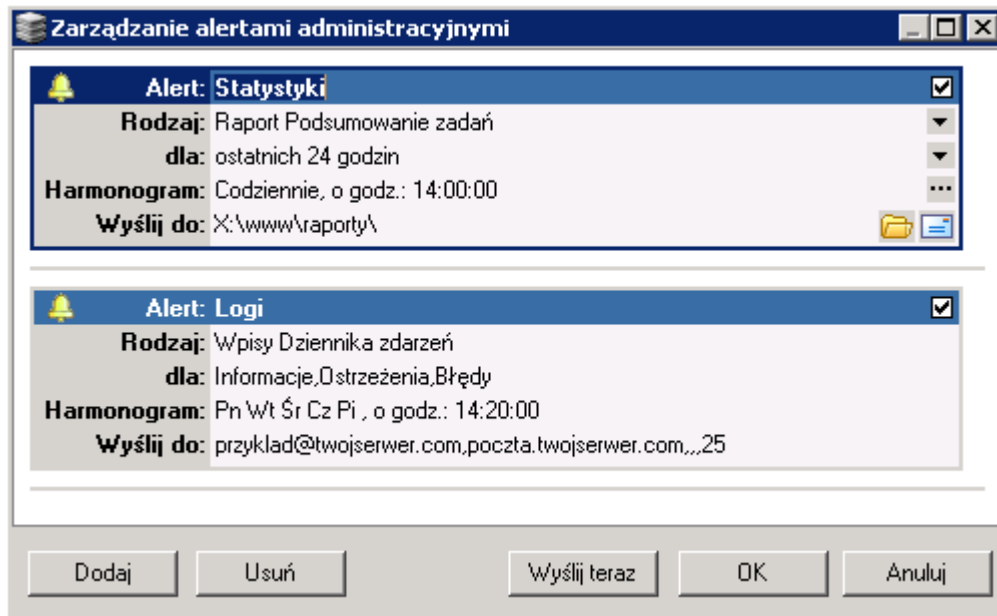 Zarządzanie alertami administracyjnymi
Alert: Statystyki
Rodzaj: Raport Podsumowanie zadań
dla: ostatnich 24 godzin
Harmonogram: Codziennie, o godz.: 14:00:00
Wyślij do: X:\www\raporty\
Alert: Logi
Rodzaj: Wpisy Dziennika zdarzeń
dla: Informacje,Ostrzeżenia,Błędy
Harmonogram: Pn Wt Śr Cz Pi , o godz.: 14:20:00
Wyślij do: przyklad@twojserwer.com,poczta.twojserwer.com,,,25
Dodaj Usuń Wyślij teraz OK Anuluj